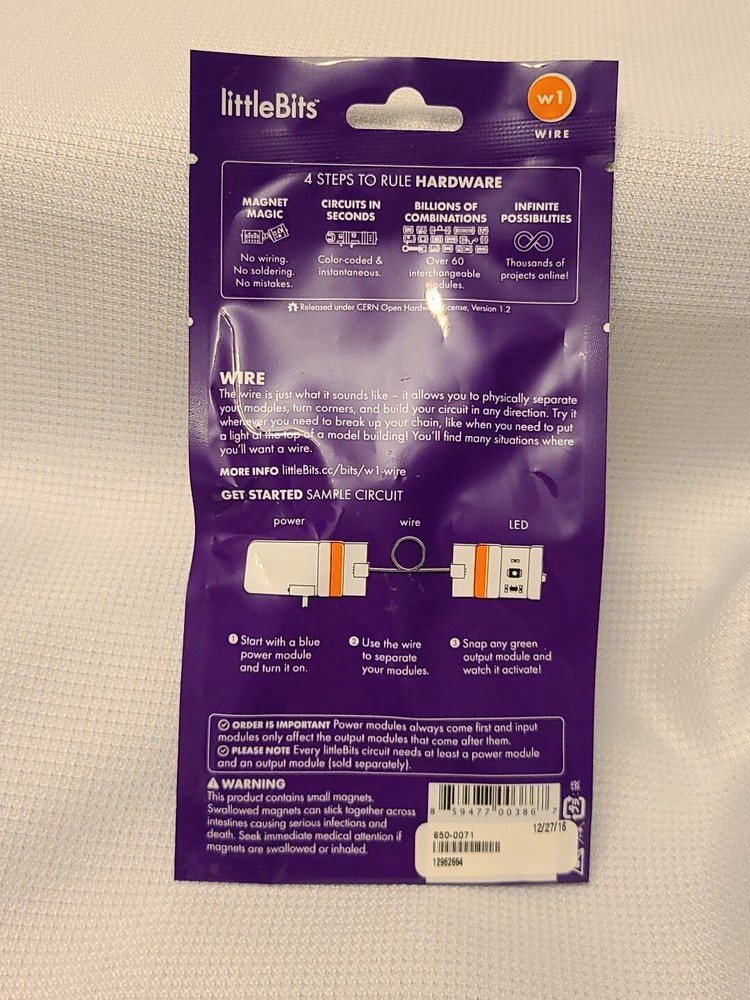 littleBits™
w1
WIRE
4 STEPS TO RULE HARDWARE
MAGNET
MAGIC
No wiring.
No soldering.
No mistakes.
CIRCUITS IN
SECONDS
Color-coded &
instantaneous.
BILLIONS OF
COMBINATIONS
Over 60
interchangeable
modules.
INFINITE
POSSIBILITIES
Thousands of
projects online!
Released under CERN Open Hardware License, Version 1.2
WIRE
The wire is just what it sounds like – it allows you to physically separate
your modules, turn corners, and build your circuit in any direction. Try it
whenever you need to break up your chain, like when you need to put
a light at the top of a model building! You'll find many situations where
you'll want a wire.
MORE INFO littleBits.cc/bits/w1-wire
GET STARTED SAMPLE CIRCUIT
power
wire
LED
1 Start with a blue
power module
and turn it on.
2 Use the wire
to separate
your modules.
3 Snap any green
output module and
watch it activate!
ORDER IS IMPORTANT Power modules always come first and input
modules only affect the output modules that come after them.
PLEASE NOTE Every littleBits circuit needs at least a power module
and an output module (sold separately).
WARNING
This product contains small magnets.
Swallowed magnets can stick together across
intestines causing serious infections and
death. Seek immediate medical attention if
magnets are swallowed or inhaled.
8 59477 00386 7
650-0071
12/27/16
12962664